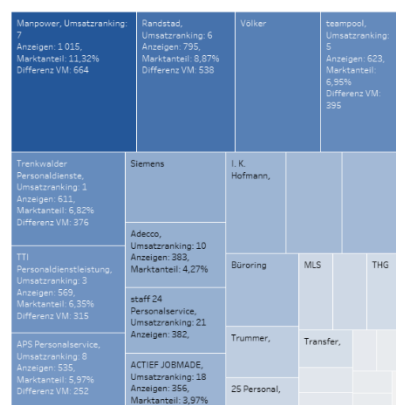 Manpower, Umsatzranking:
7
Anzeigen: 1 015,
Marktanteil: 11,32%
Differenz VM: 664
Randstad,
Umsatzranking: 6
Anzeigen: 795,
Marktanteil: 8,87%
Differenz VM: 538
Völker
teampool,
Umsatzranking:
5
Anzeigen: 623,
Marktanteil:
6,95%
Differenz VM:
395
Trenkwalder
Personaldienste,
Umsatzranking: 1
Anzeigen: 611,
Marktanteil: 6,82%
Differenz VM: 376
TTI
Personaldienstleistung,
Umsatzranking: 3
Anzeigen: 569,
Marktanteil: 6,35%
Differenz VM: 315
APS Personalservice,
Umsatzranking: 8
Anzeigen: 535,
Marktanteil: 5,97%
Differenz VM: 252
Siemens
Adecco,
Umsatzranking: 10
Anzeigen: 383,
Marktanteil: 4,27%
staff 24
Personalservice,
Umsatzranking: 21
Anzeigen: 382,
ACTIEF JOBMADE,
Umsatzranking: 18
Anzeigen: 356,
Marktanteil: 3,97%
I. K.
Hofmann,
Büroring
MLS
THG
Trummer,
Transfer,
25 Personal,